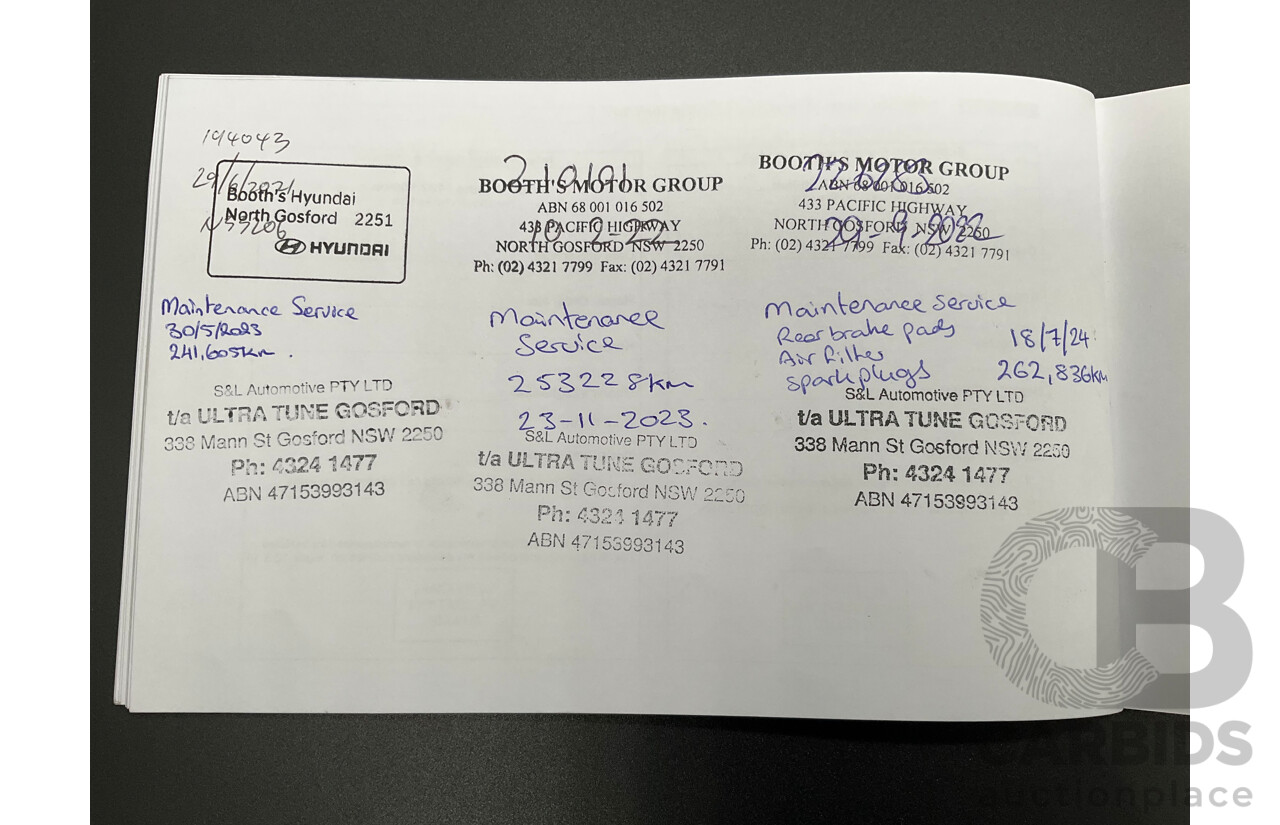 194043
29/6/2021
Booth's Hyundai
North Gosford 2251
HYUNDAI
BOOTH'S MOTOR GROUP
ABN 68 001 016 502
433 PACIFIC HIGHWAY
NORTH GOSFORD NSW 2250
Ph: (02) 4321 7799 Fax: (02) 4321 7791
BOOTH'S MOTOR GROUP
ABN 68 001 016 502
433 PACIFIC HIGHWAY
29-9-2022
NORTH GOSFORD NSW 2250
Ph: (02) 4321 7799 Fax: (02) 4321 7791
Maintenance Service
30/5/2023
241,605km.
S&L Automotive PTY LTD
t/a ULTRA TUNE GOSFORD
338 Mann St Gosford NSW 2250
Ph: 4324 1477
ABN 47153993143
Maintenance
Service
253228km
23-11-2023.
S&L Automotive PTY LTD
t/a ULTRA TUNE GOSFORD
338 Mann St Gosford NSW 2250
Ph: 4324 1477
ABN 47153993143
Maintenance Service
Rear brake pads 18/7/24
Air Filter
Spark plugs 262,836km
S&L Automotive PTY LTD
t/a ULTRA TUNE GOSFORD
338 Mann St Gosford NSW 2250
Ph: 4324 1477
ABN 47153993143
CARBIDS
auctionplace